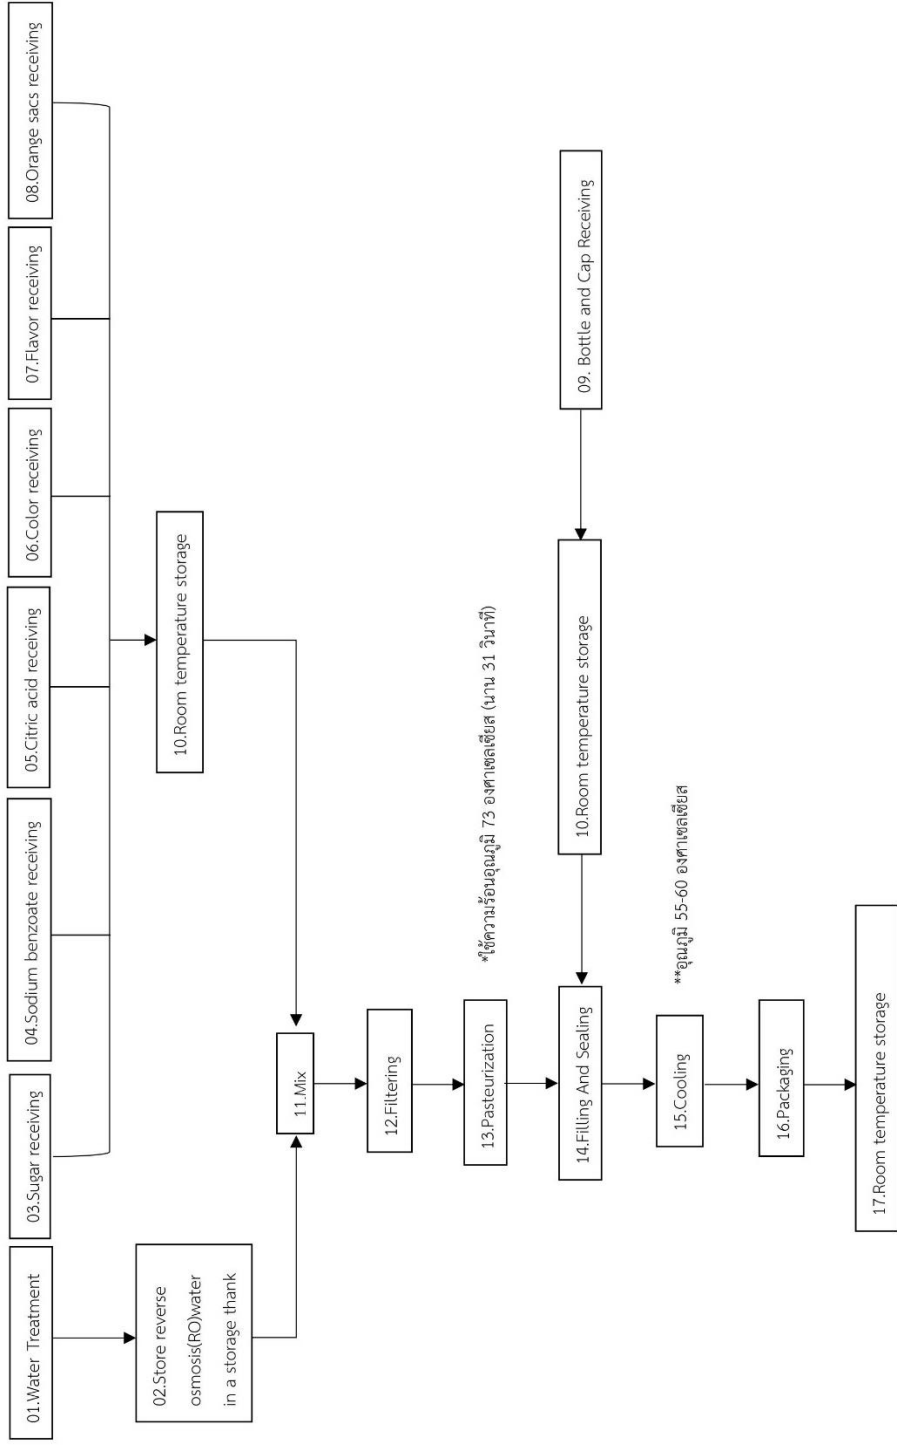 01.Water Treatment
03.Sugar receiving
04.Sodium benzoate receiving
05.Citric acid receiving
06.Color receiving
07.Flavor receiving
08.Orange sacs receiving
02.Store reverse
osmosis(RO)water
in a storage thank
10.Room temperature storage
11.Mix
12.Filtering
13.Pasteurization
*ใช้ความร้อนอุณภูมิ 73 องศาเซลเซียส (นาน 31 วินาที)
14.Filling And Sealing
10.Room temperature storage
09. Bottle and Cap Receiving
15.Cooling
**อุณภูมิ 55-60 องศาเซลเซียส
16.Packaging
17.Room temperature storage